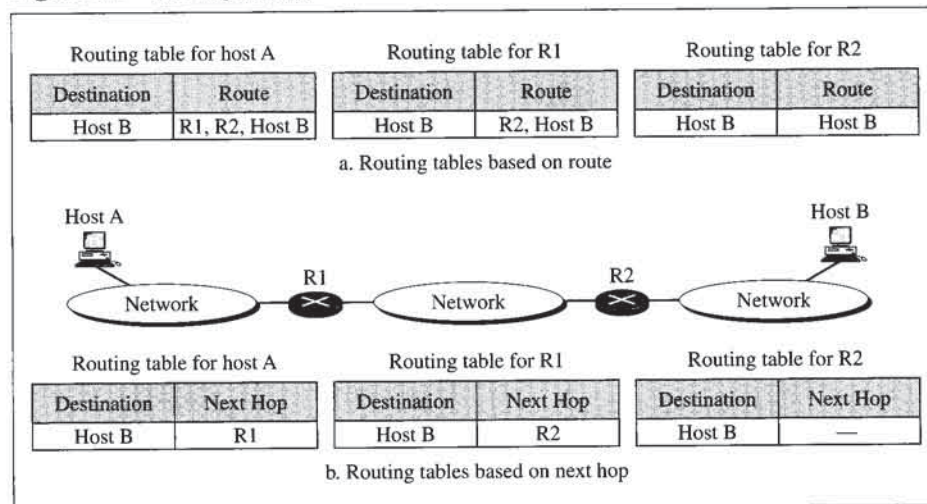 Routing table for host A
Routing table for R1
Routing table for R2
Destination Route
Destination Route
Destination Route
Host B R1, R2, Host B
Host B R2, Host B
Host B Host B
a. Routing tables based on route
Host A
Host B
R1
R2
Network
Network
Network
Routing table for host A
Routing table for R1
Routing table for R2
Destination Next Hop
Destination Next Hop
Destination Next Hop
Host B R1
Host B R2
Host B —
b. Routing tables based on next hop